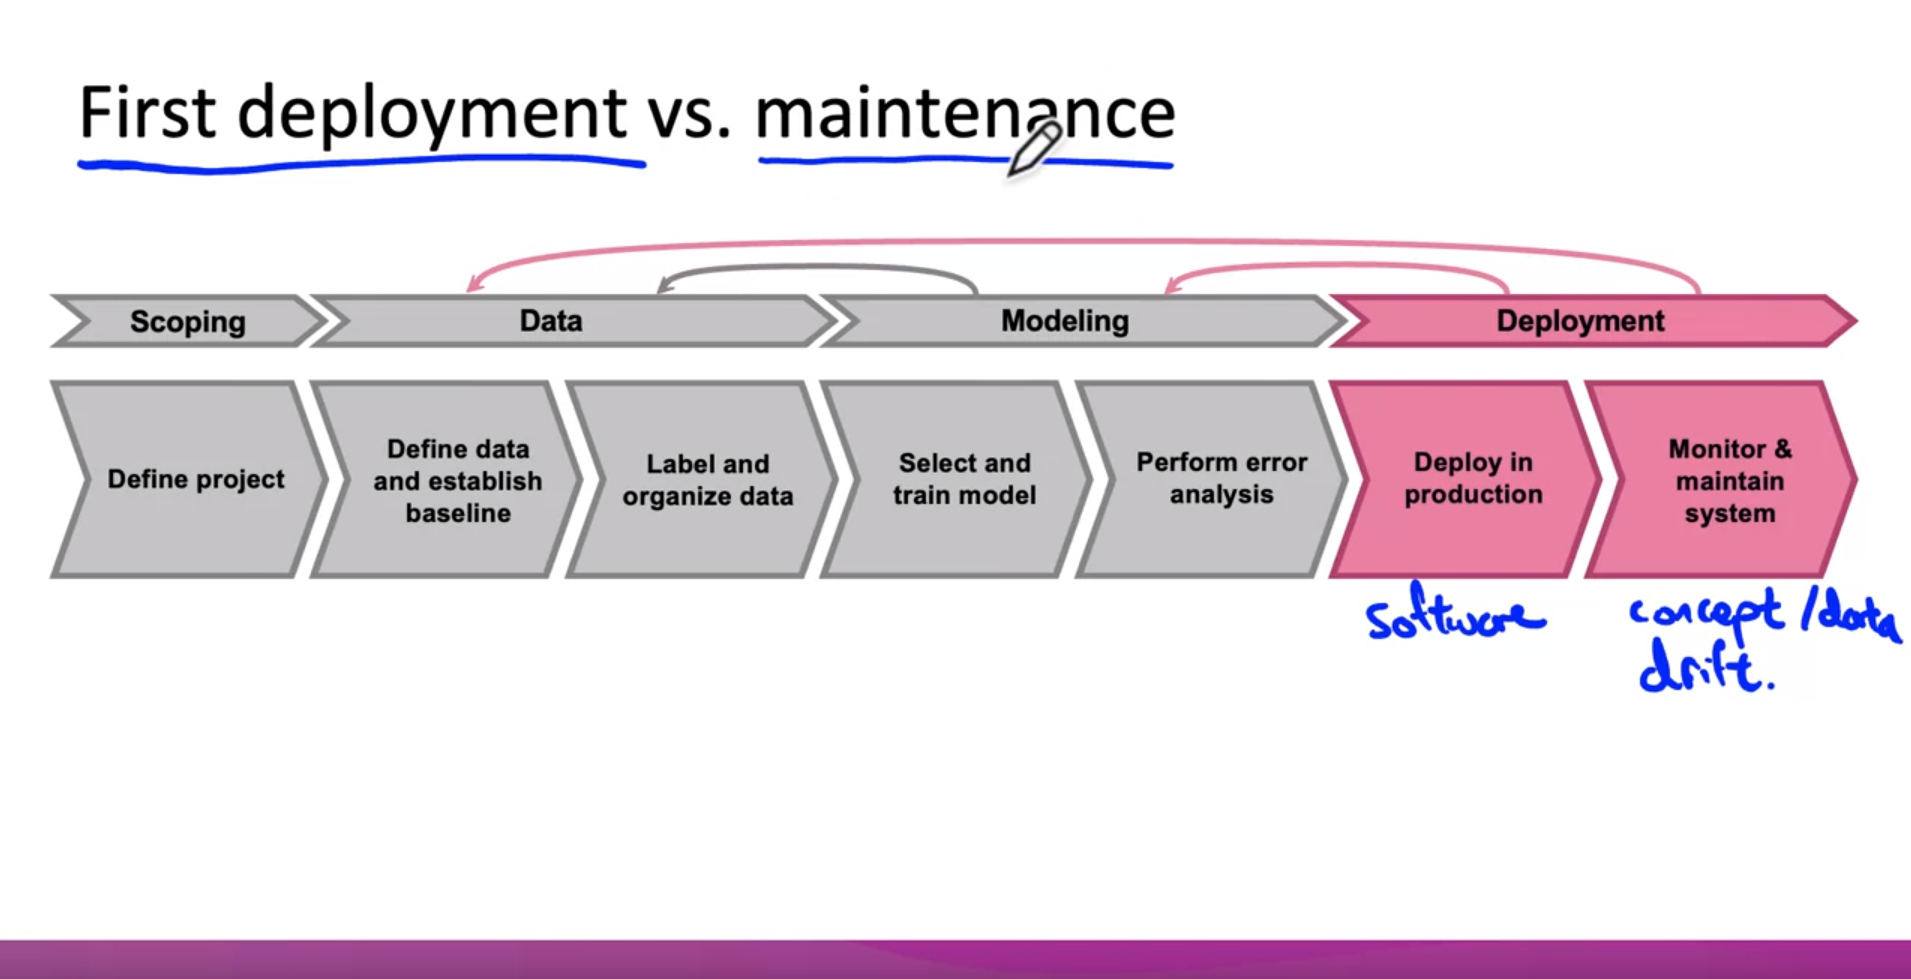 First deployment vs. maintenance
Scoping
Data
Modeling
Deployment
Define project
Define data
and establish
baseline
Label and
organize data
Select and
train model
Perform error
analysis
Deploy in
production
Monitor &
maintain
system
software
concept / data
drift.